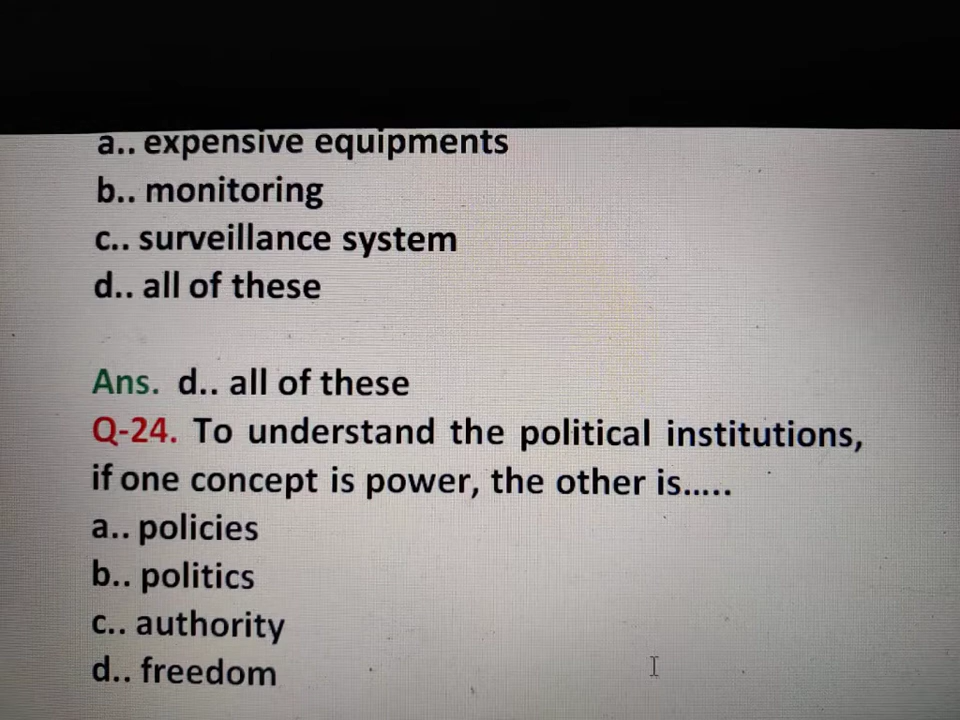 a.. expensive equipments
b.. monitoring
c.. surveillance system
d.. all of these
Ans. d.. all of these
Q-24. To understand the political institutions,
if one concept is power, the other is.....
a.. policies
b.. politics
c.. authority
d.. freedom